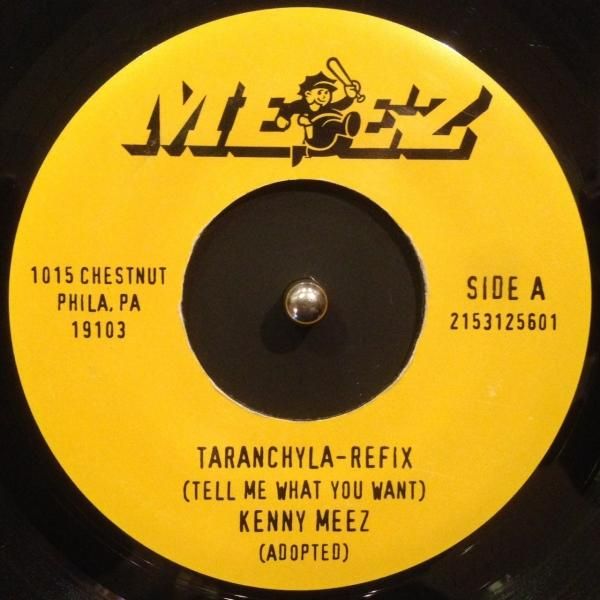 MEEZ
1015 CHESTNUT
PHILA, PA
19103
SIDE A
2153125601
TARANCHYLA-REFIX
(TELL ME WHAT YOU WANT)
KENNY MEEZ
(ADOPTED)